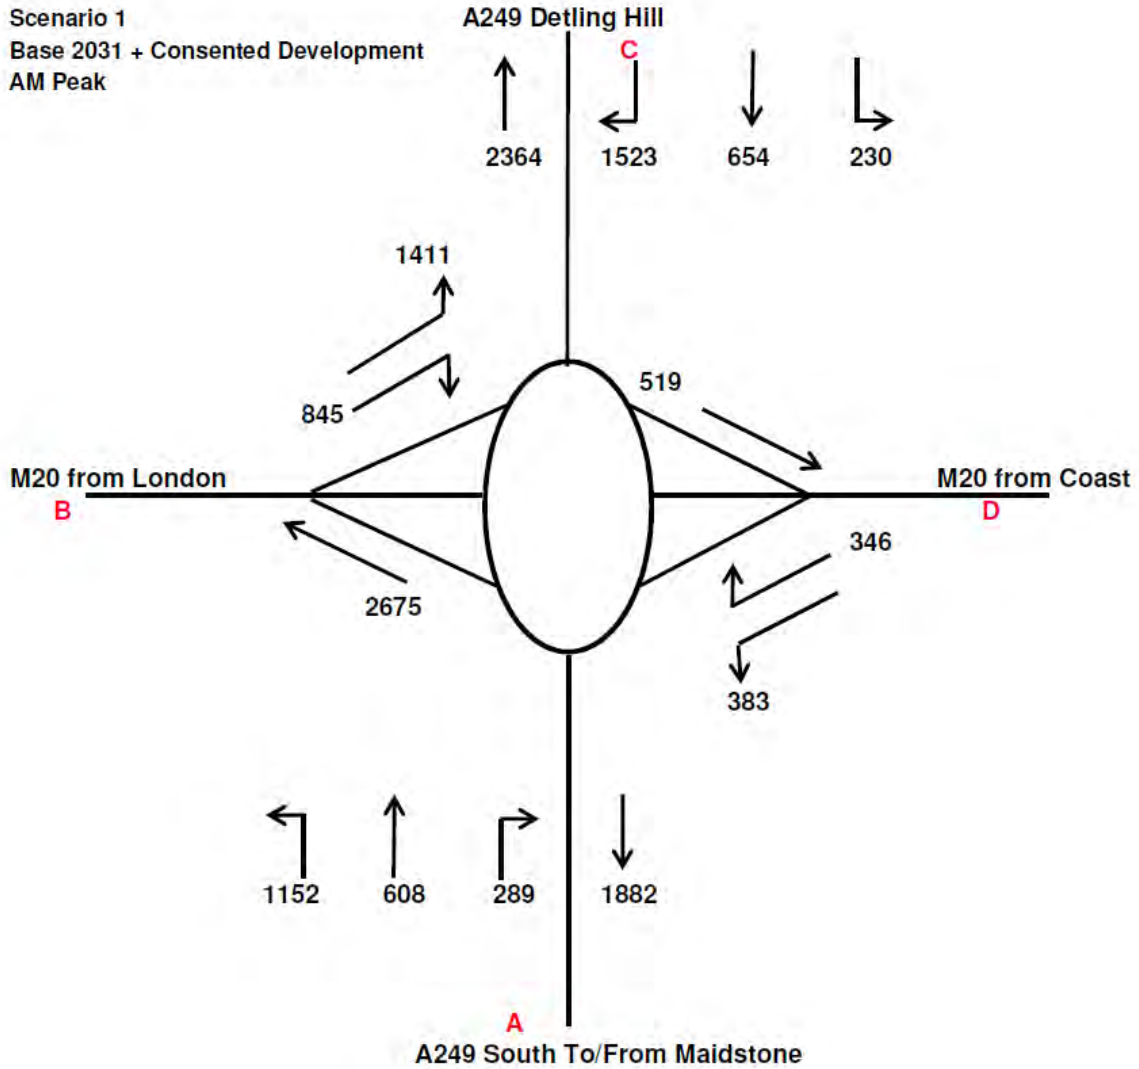 Scenario 1
Base 2031 + Consented Development
AM Peak
A249 Detling Hill
C
2364
1523
654
230
1411
845
519
M20 from London
B
M20 from Coast
D
2675
346
383
1152
608
289
1882
A
A249 South To/From Maidstone